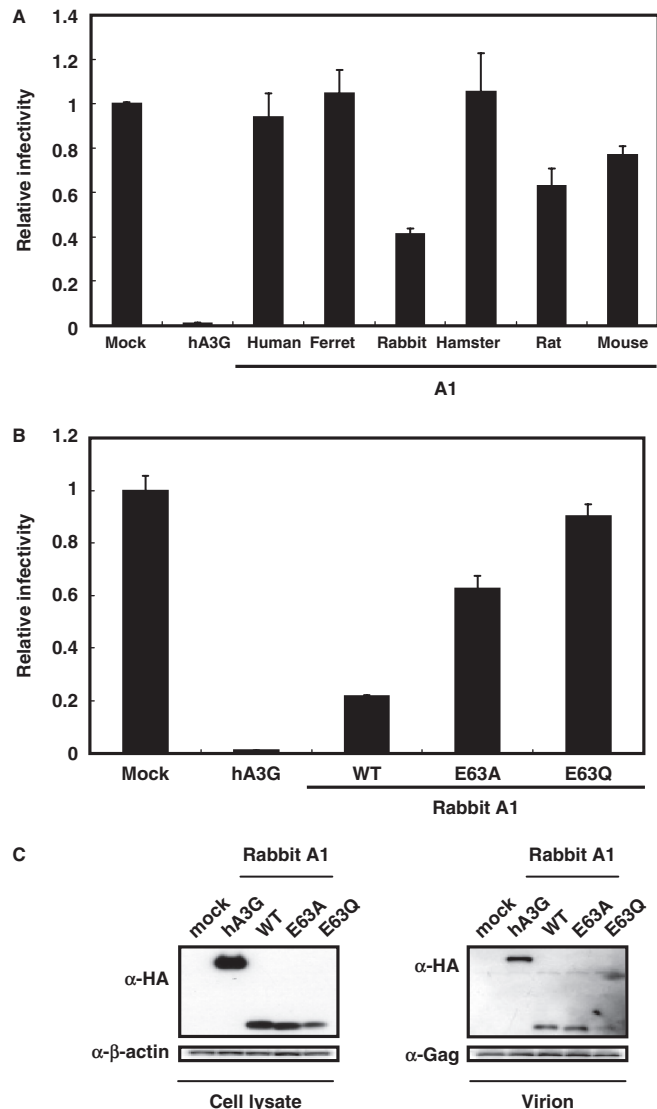 A
Relative infectivity
1.4
1.2
1
0.8
0.6
0.4
0.2
0
Mock hA3G Human Ferret Rabbit Hamster Rat Mouse
A1
B
Relative infectivity
1.2
1
0.8
0.6
0.4
0.2
0
Mock hA3G WT E63A E63Q
Rabbit A1
C
Rabbit A1
mock hA3G WT E63A E63Q
α-HA
α-β-actin
Cell lysate
Rabbit A1
mock hA3G WT E63A E63Q
α-HA
α-Gag
Virion